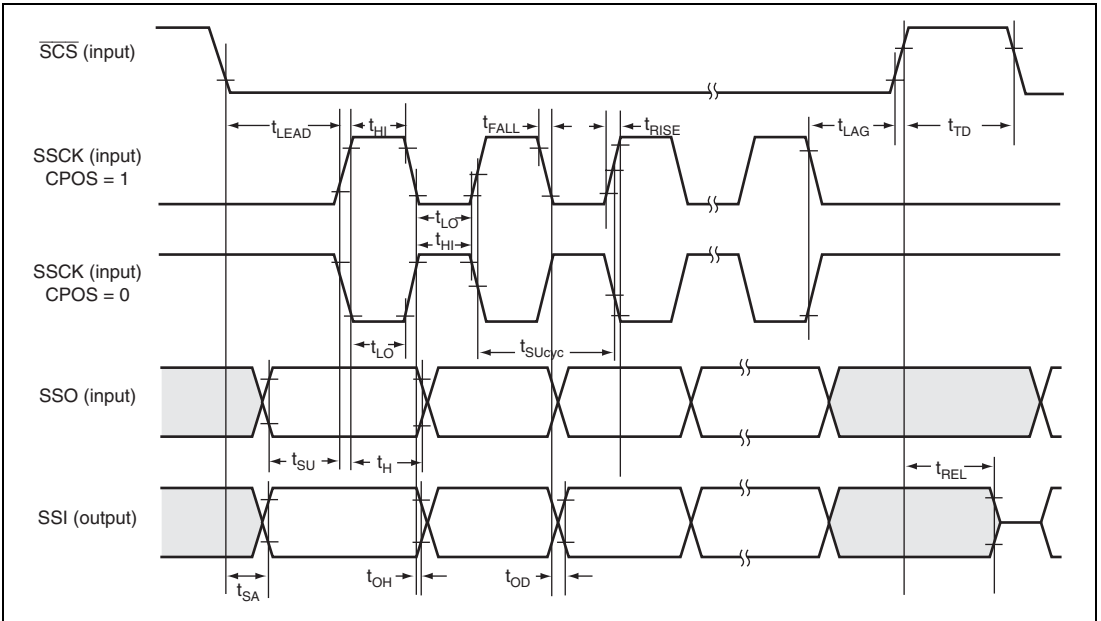 SCS (input)
tLEAD
tHI
tFALL
tRISE
tLAG
tTD
SSCK (input)
CPOS = 1
tLO
tHI
SSCK (input)
CPOS = 0
tLO
tSUcyc
SSO (input)
tSU
tH
tREL
SSI (output)
tSA
tOH
tOD